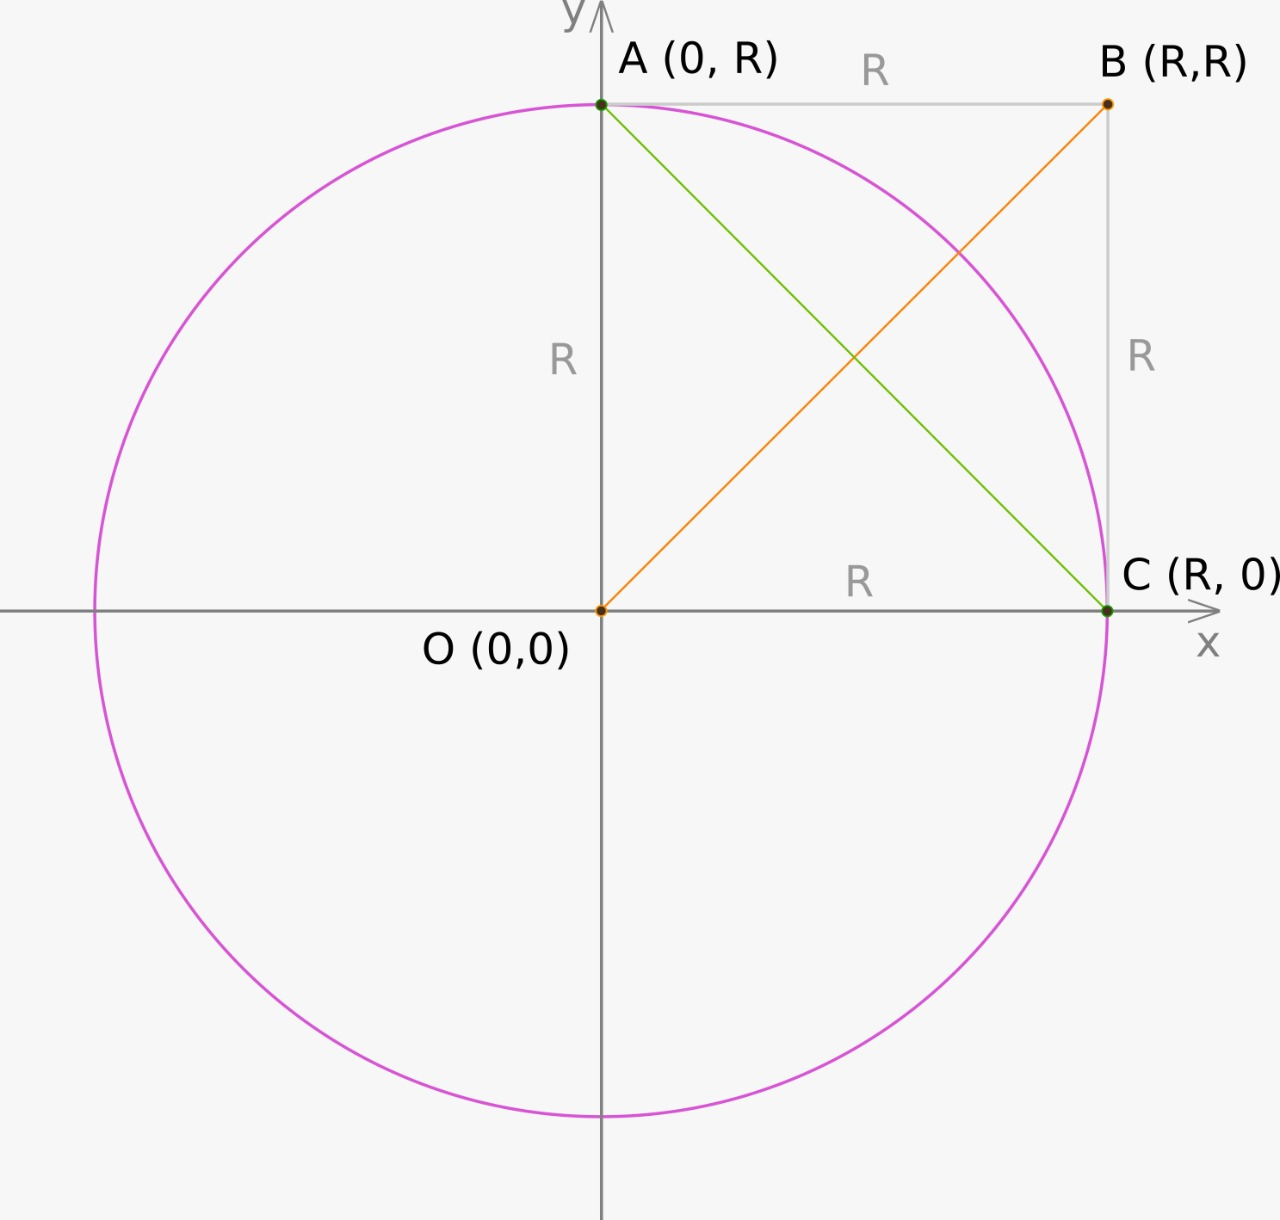 y
A (0, R)
R
B (R,R)
R
R
R
C (R, 0)
O (0,0)
x